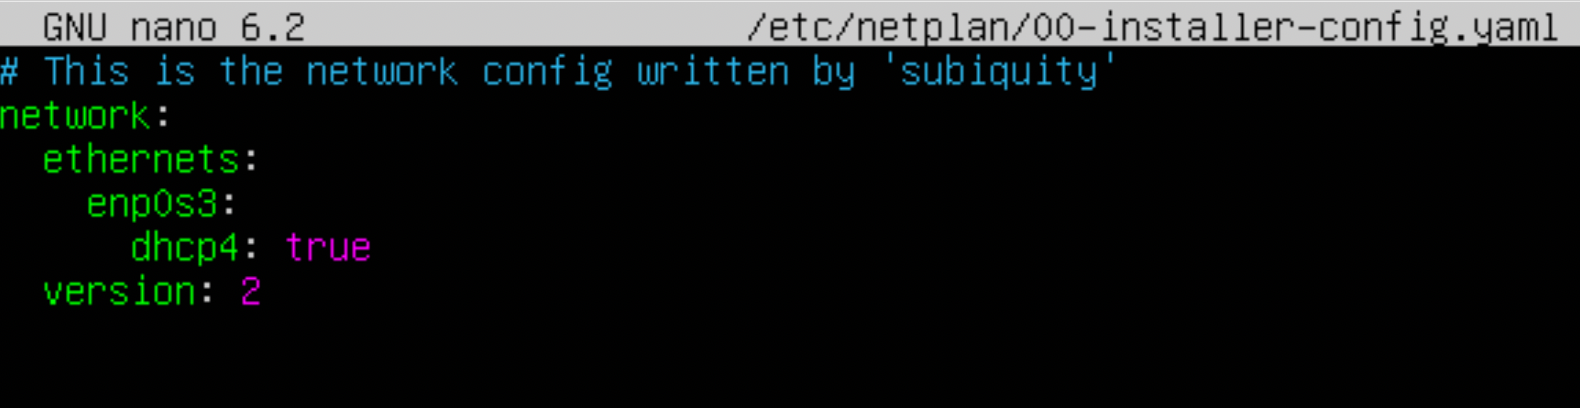 GNU nano 6.2 /etc/netplan/00-installer-config.yaml
# This is the network config written by 'subiquity'
network:
  ethernets:
    enp0s3:
      dhcp4: true
  version: 2